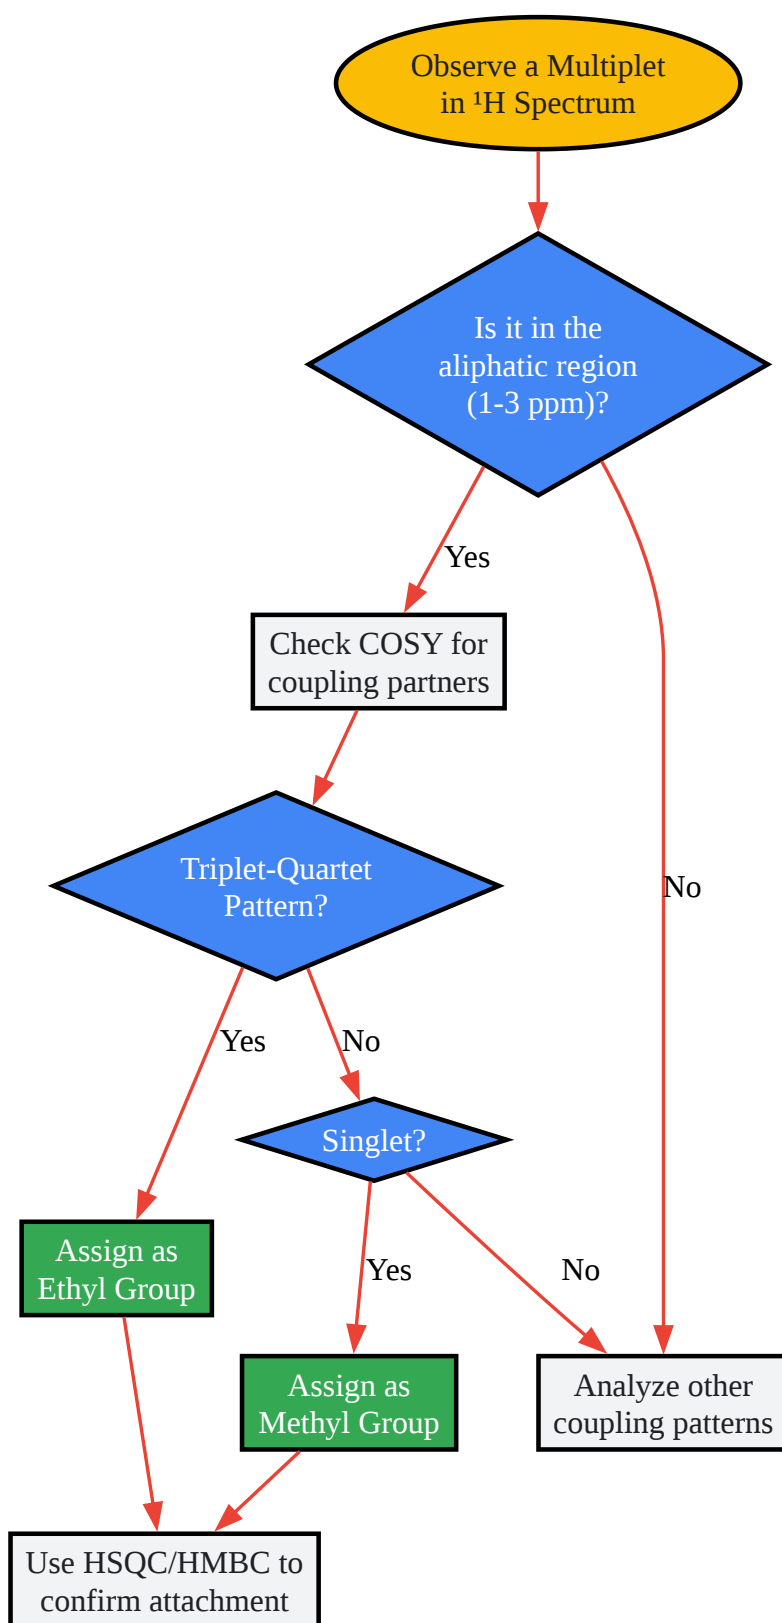 Observe a Multiplet
in ¹H Spectrum
Is it in the
aliphatic region
(1-3 ppm)?
Yes
Check COSY for
coupling partners
Triplet-Quartet
Pattern?
No
Yes
No
Singlet?
Assign as
Ethyl Group
Yes
No
Assign as
Methyl Group
Analyze other
coupling patterns
Use HSQC/HMBC to
confirm attachment